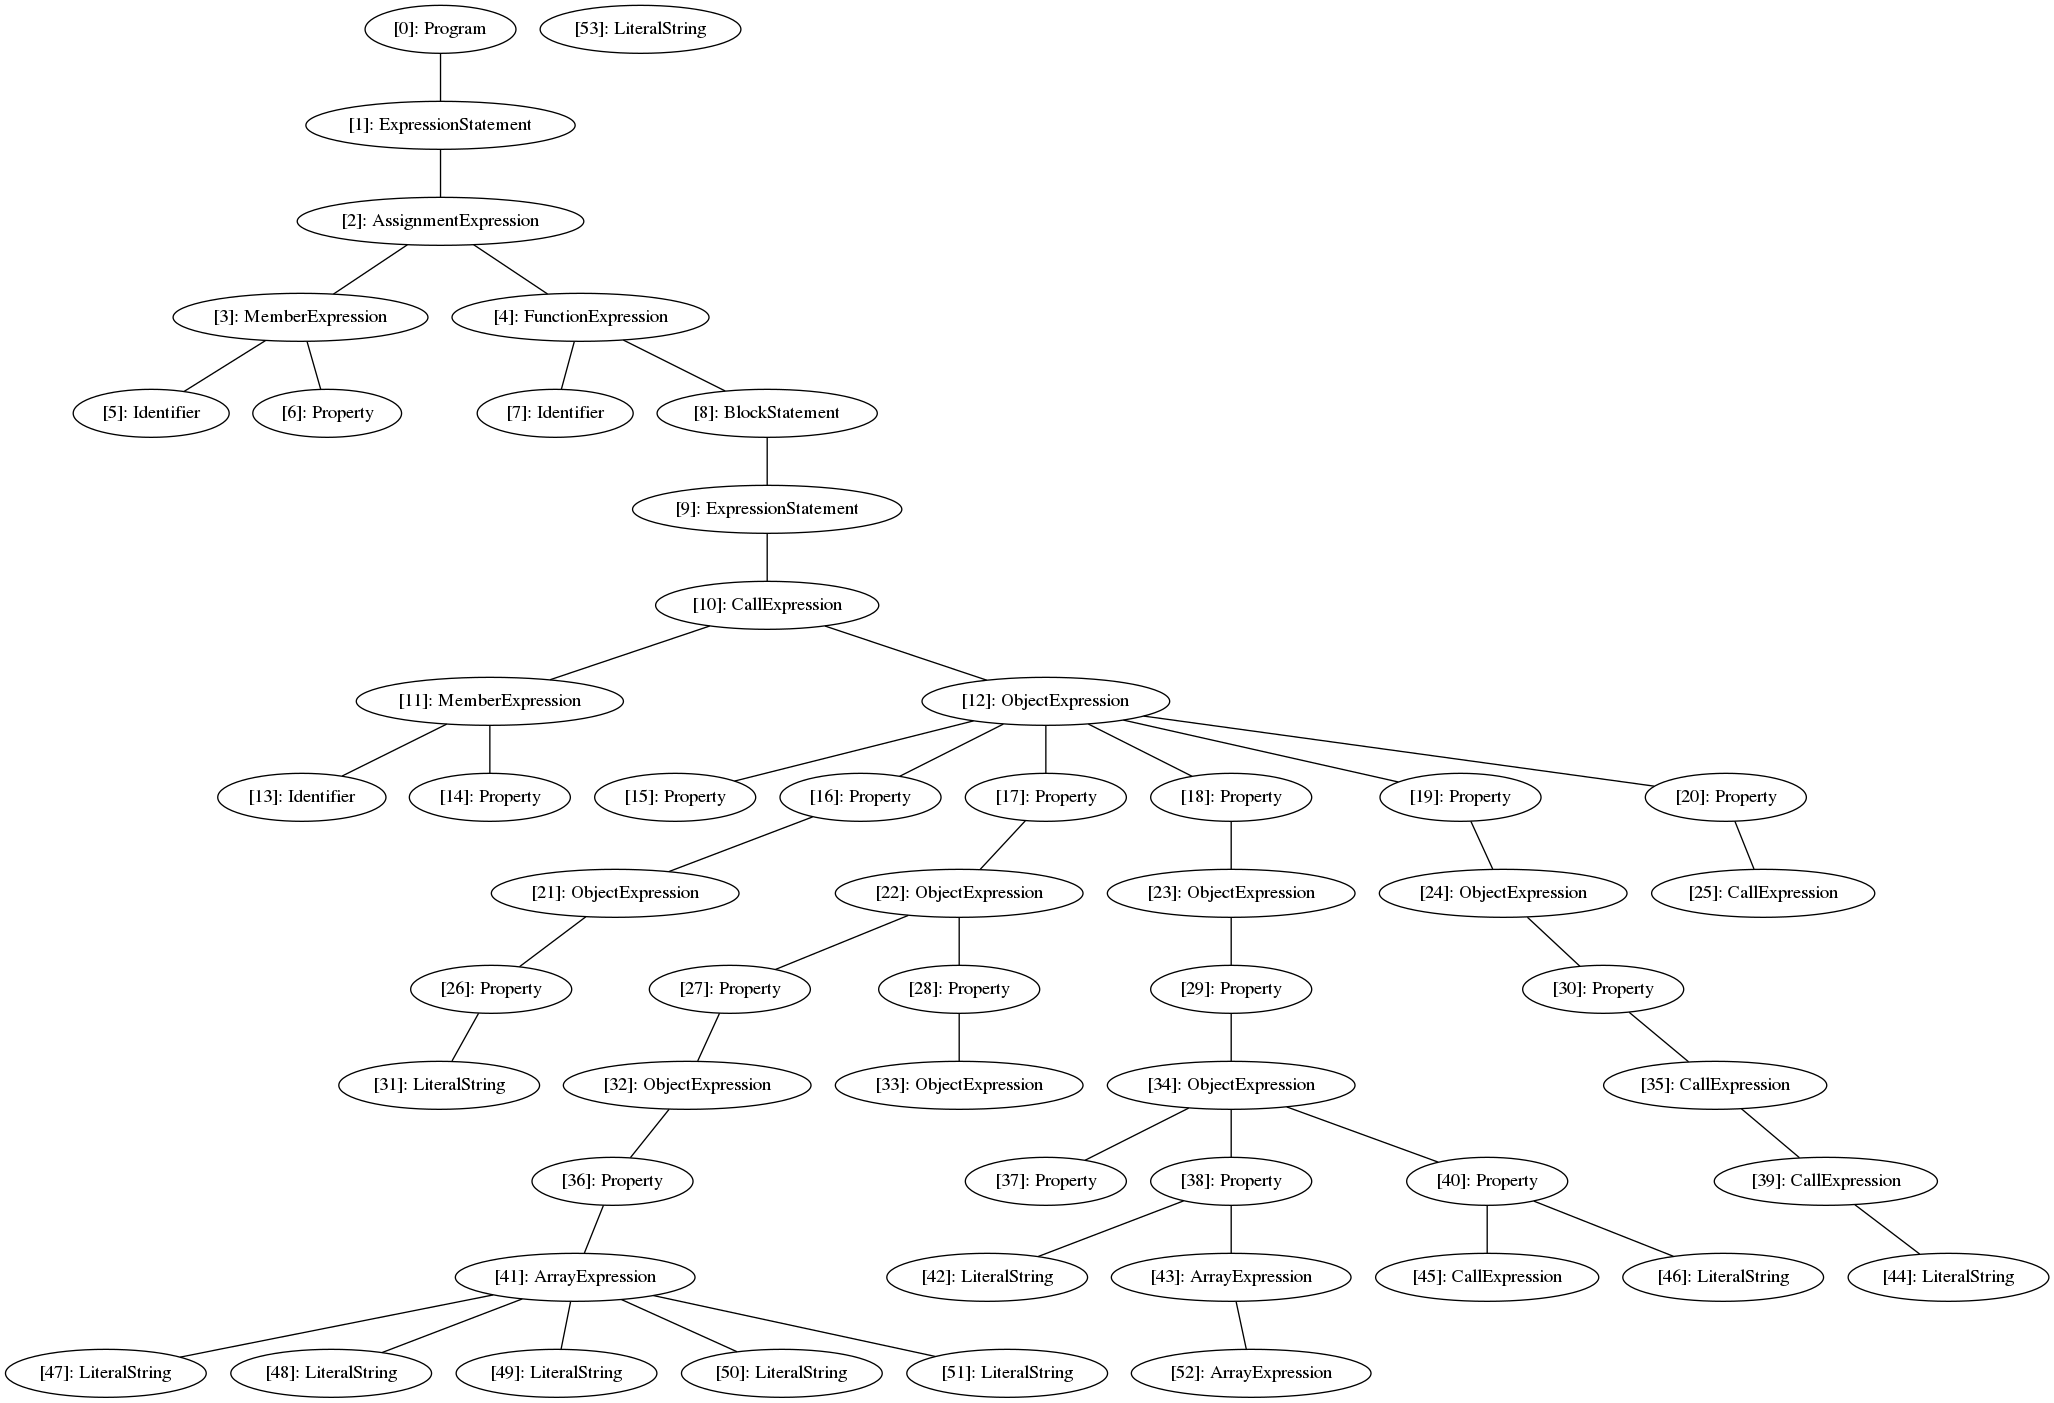 [0]: Program
[53]: LiteralString
[1]: ExpressionStatement
[2]: AssignmentExpression
[3]: MemberExpression
[4]: FunctionExpression
[5]: Identifier
[6]: Property
[7]: Identifier
[8]: BlockStatement
[9]: ExpressionStatement
[10]: CallExpression
[11]: MemberExpression
[12]: ObjectExpression
[13]: Identifier
[14]: Property
[15]: Property
[16]: Property
[17]: Property
[18]: Property
[19]: Property
[20]: Property
[21]: ObjectExpression
[22]: ObjectExpression
[23]: ObjectExpression
[24]: ObjectExpression
[25]: CallExpression
[26]: Property
[27]: Property
[28]: Property
[29]: Property
[30]: Property
[31]: LiteralString
[32]: ObjectExpression
[33]: ObjectExpression
[34]: ObjectExpression
[35]: CallExpression
[36]: Property
[37]: Property
[38]: Property
[40]: Property
[39]: CallExpression
[41]: ArrayExpression
[42]: LiteralString
[43]: ArrayExpression
[45]: CallExpression
[46]: LiteralString
[44]: LiteralString
[47]: LiteralString
[48]: LiteralString
[49]: LiteralString
[50]: LiteralString
[51]: LiteralString
[52]: ArrayExpression